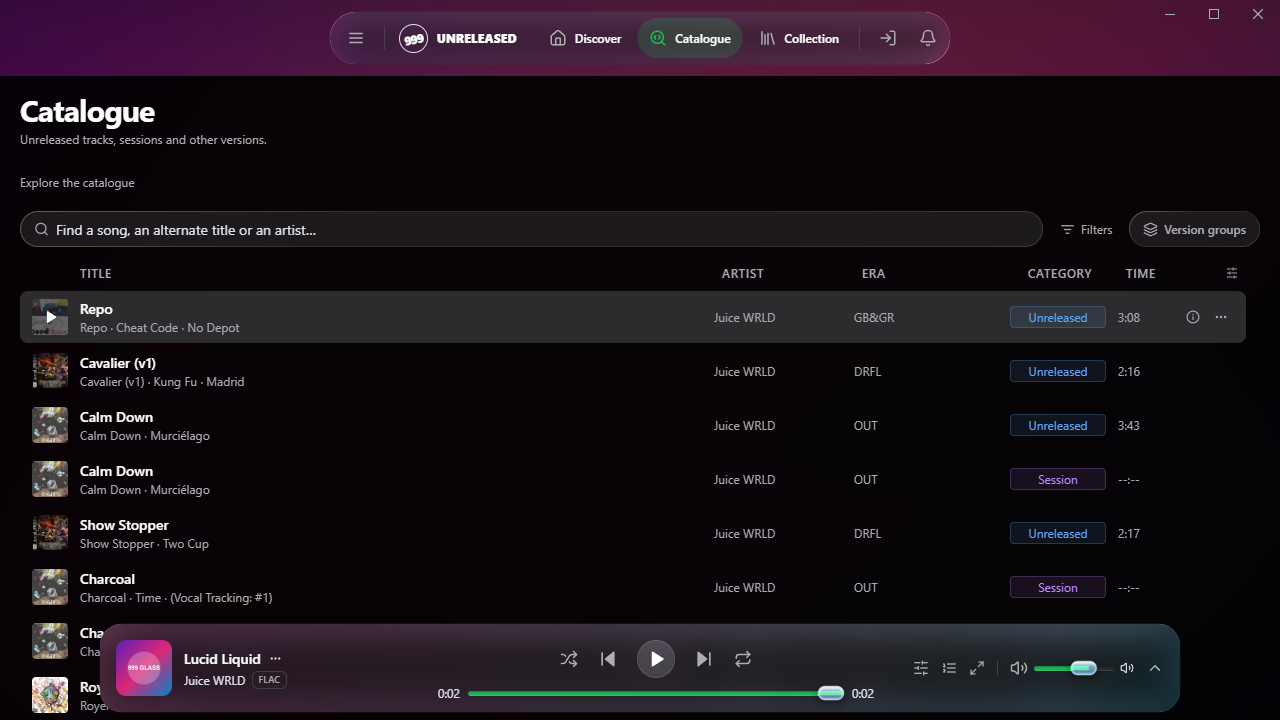 999 UNRELEASED Discover Catalogue Collection
Catalogue
Unreleased tracks, sessions and other versions.
Explore the catalogue
Find a song, an alternate title or an artist... Filters Version groups
TITLE ARTIST ERA CATEGORY TIME
Repo
Repo · Cheat Code · No Depot Juice WRLD GB&GR Unreleased 3:08
Cavalier (v1)
Cavalier (v1) · Kung Fu · Madrid Juice WRLD DRFL Unreleased 2:16
Calm Down
Calm Down · Murciélago Juice WRLD OUT Unreleased 3:43
Calm Down
Calm Down · Murciélago Juice WRLD OUT Session --:--
Show Stopper
Show Stopper · Two Cup Juice WRLD DRFL Unreleased 2:17
Charcoal
Charcoal · Time · (Vocal Tracking: #1) Juice WRLD OUT Session --:--
Cha
Cha
Roy
Royer
999 GLASS
Lucid Liquid
Juice WRLD FLAC
0:02 0:02